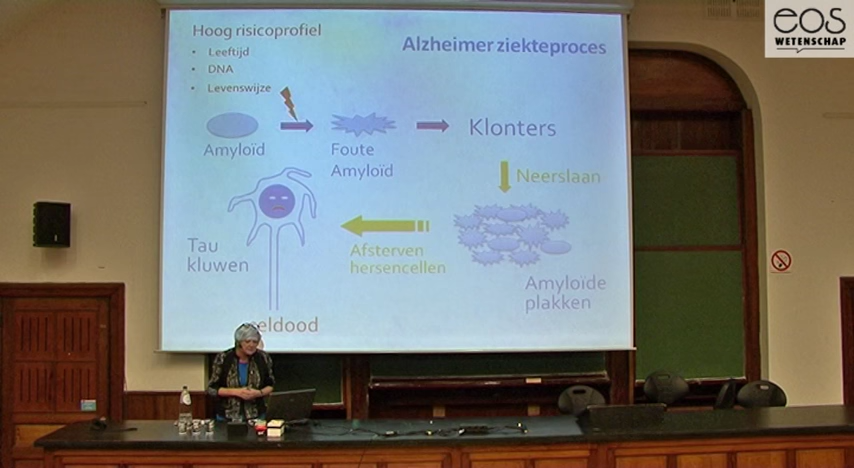 eos
WETENSCHAP
Hoog risicoprofiel
Alzheimer ziekteproces
• Leeftijd
• DNA
• Levenswijze
Amyloïd
Foute
Amyloïd
Klonters
Neerslaan
Tau
kluwen
Afsterven
hersencellen
Amyloïde
plakken
eldood